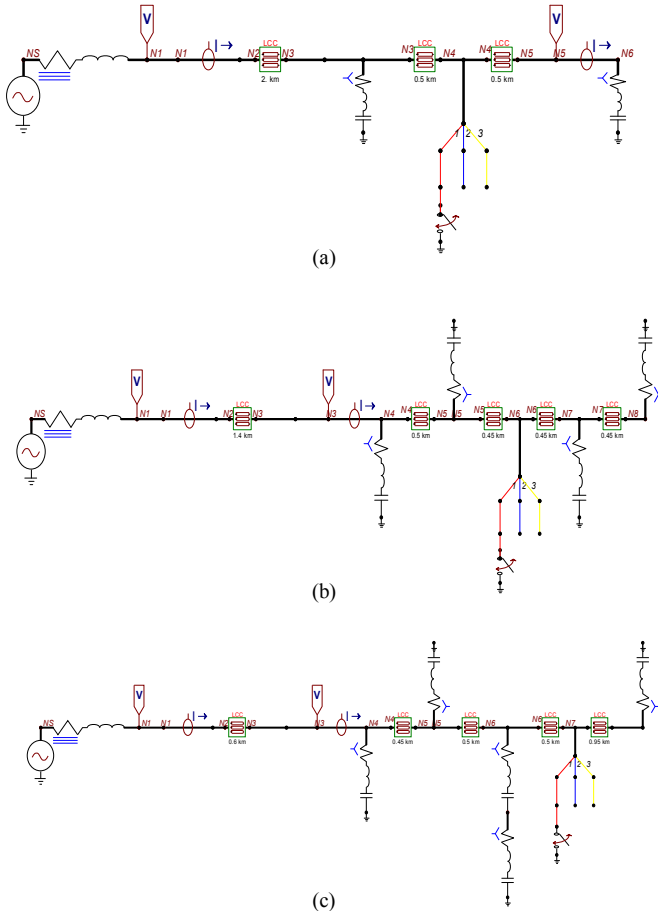 V V
NS N1 N1 I N2 LCC N3 N3 LCC N4 N4 LCC N5 N5 I N6
2. km 0.5 km 0.5 km
1 2 3
(a)
V V
NS N1 N1 I N2 LCC N3 N3 I N4 N4 LCC N5 N5 N5 LCC N6 N6 LCC N7 N7 LCC N8
1.4 km 0.5 km 0.45 km 0.45 km 0.45 km
1 2 3
(b)
V V
NS N1 N1 I N2 LCC N3 N3 I N4 N4 LCC N5 N5 LCC N6 N6 LCC N7 LCC
0.6 km 0.45 km 0.5 km 0.5 km 0.95 km
1 2 3
(c)